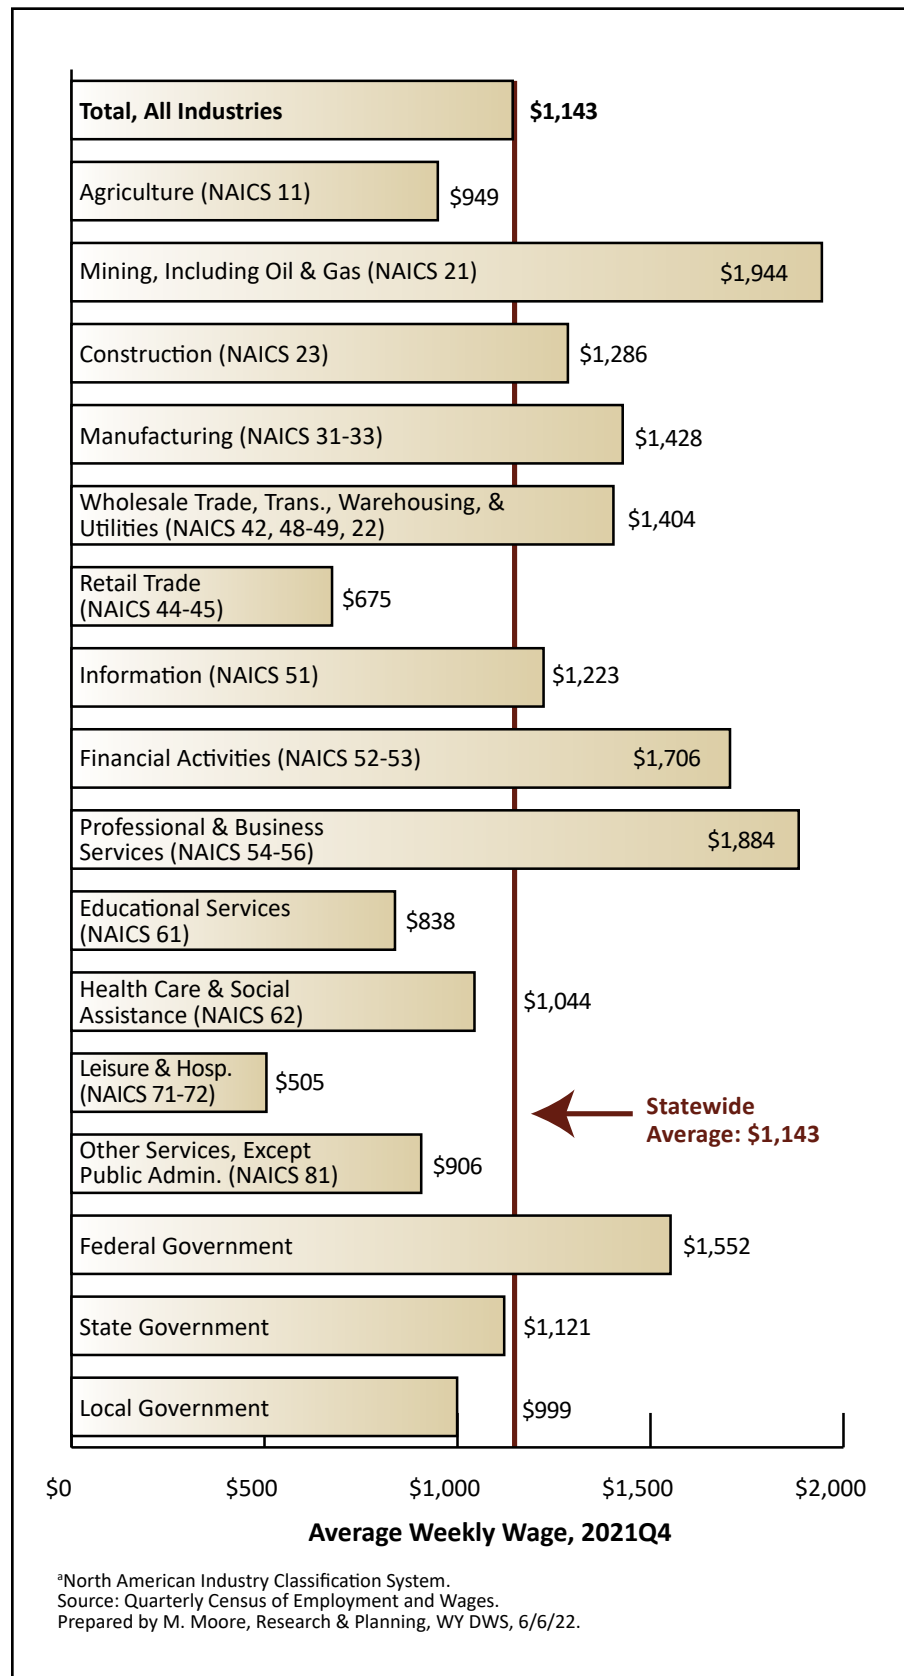 Total, All Industries
$1,143
Agriculture (NAICS 11)
$949
Mining, Including Oil & Gas (NAICS 21)
$1,944
Construction (NAICS 23)
$1,286
Manufacturing (NAICS 31-33)
$1,428
Wholesale Trade, Trans., Warehousing, &
Utilities (NAICS 42, 48-49, 22)
$1,404
Retail Trade
(NAICS 44-45)
$675
Information (NAICS 51)
$1,223
Financial Activities (NAICS 52-53)
$1,706
Professional & Business
Services (NAICS 54-56)
$1,884
Educational Services
(NAICS 61)
$838
Health Care & Social
Assistance (NAICS 62)
$1,044
Leisure & Hosp.
(NAICS 71-72)
$505
Statewide
Average: $1,143
Other Services, Except
Public Admin. (NAICS 81)
$906
Federal Government
$1,552
State Government
$1,121
Local Government
$999
$0
$500
$1,000
$1,500
$2,000
Average Weekly Wage, 2021Q4
ᵃNorth American Industry Classification System.
Source: Quarterly Census of Employment and Wages.
Prepared by M. Moore, Research & Planning, WY DWS, 6/6/22.